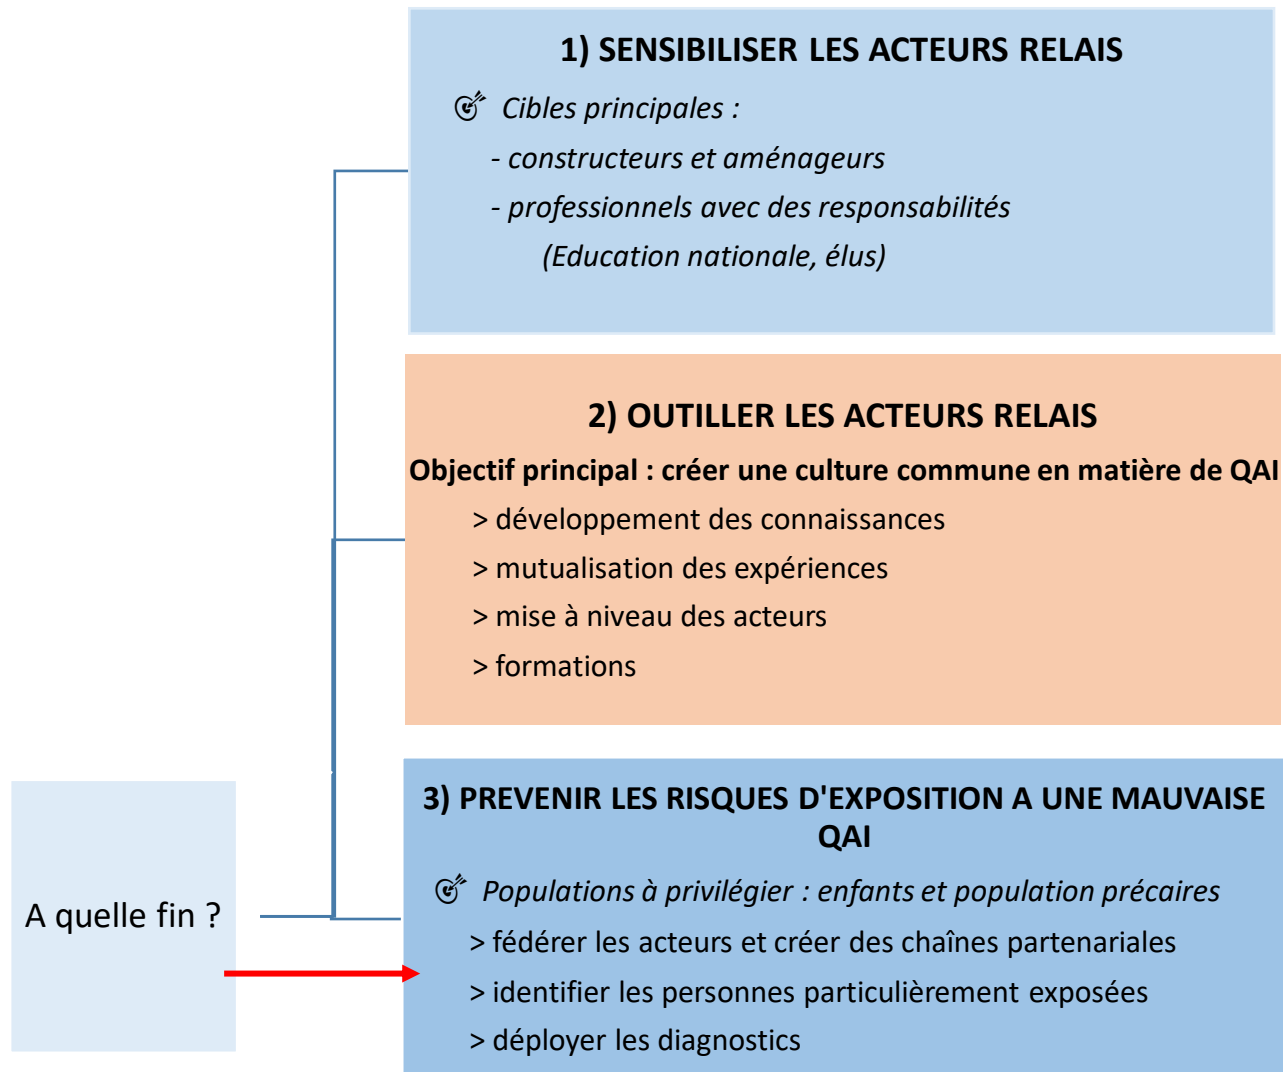 1) SENSIBILISER LES ACTEURS RELAIS
Cibles principales :
- constructeurs et aménageurs
- professionnels avec des responsabilités
(Education nationale, élus)
2) OUTILLER LES ACTEURS RELAIS
Objectif principal : créer une culture commune en matière de QAI
> développement des connaissances
> mutualisation des expériences
> mise à niveau des acteurs
> formations
A quelle fin ?
3) PREVENIR LES RISQUES D'EXPOSITION A UNE MAUVAISE
QAI
Populations à privilégier : enfants et population précaires
> fédérer les acteurs et créer des chaînes partenariales
> identifier les personnes particulièrement exposées
> déployer les diagnostics